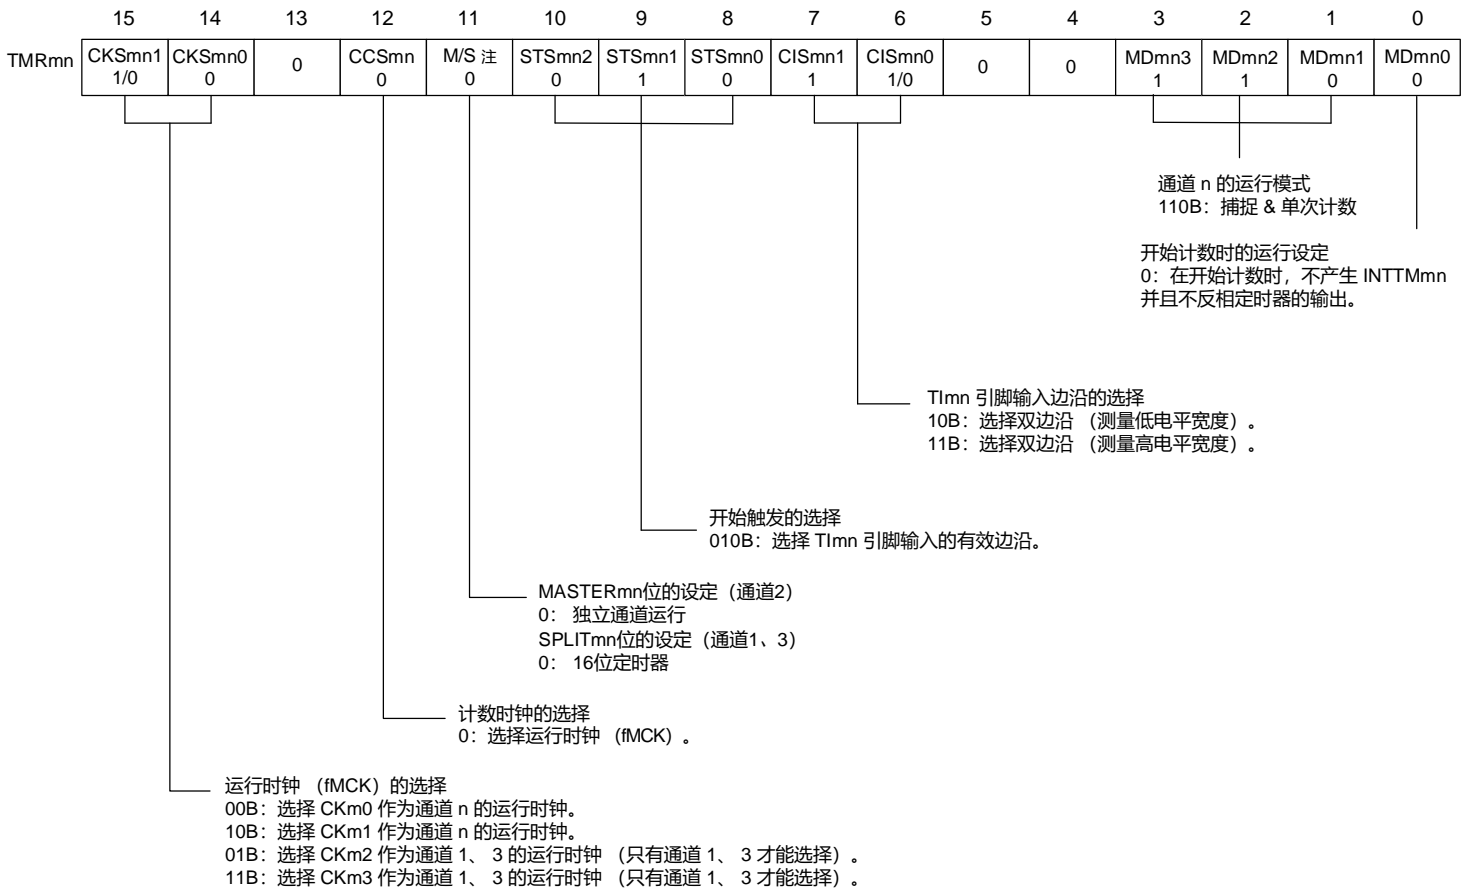 15 14 13 12 11 10 9 8 7 6 5 4 3 2 1 0
TMRmn CKSmn1 CKSmn0 0 CCSmn M/S 注 STSmn2 STSmn1 STSmn0 CISmn1 CISmn0 0 0 MDmn3 MDmn2 MDmn1 MDmn0
1/0 0 0 0 0 1 0 1 1/0 1 1 0 0
通道 n 的运行模式
110B：捕捉 & 单次计数
开始计数时的运行设定
0：在开始计数时，不产生 INTTMmn
并且不反相定时器的输出。
TImn 引脚输入边沿的选择
10B：选择双边沿 （测量低电平宽度）。
11B：选择双边沿 （测量高电平宽度）。
开始触发的选择
010B：选择 TImn 引脚输入的有效边沿。
MASTERmn位的设定（通道2）
0： 独立通道运行
SPLITmn位的设定（通道1、3）
0： 16位定时器
计数时钟的选择
0：选择运行时钟 （fMCK）。
运行时钟 （fMCK）的选择
00B：选择 CKm0 作为通道 n 的运行时钟。
10B：选择 CKm1 作为通道 n 的运行时钟。
01B：选择 CKm2 作为通道 1、 3 的运行时钟 （只有通道 1、 3 才能选择）。
11B：选择 CKm3 作为通道 1、 3 的运行时钟 （只有通道 1、 3 才能选择）。